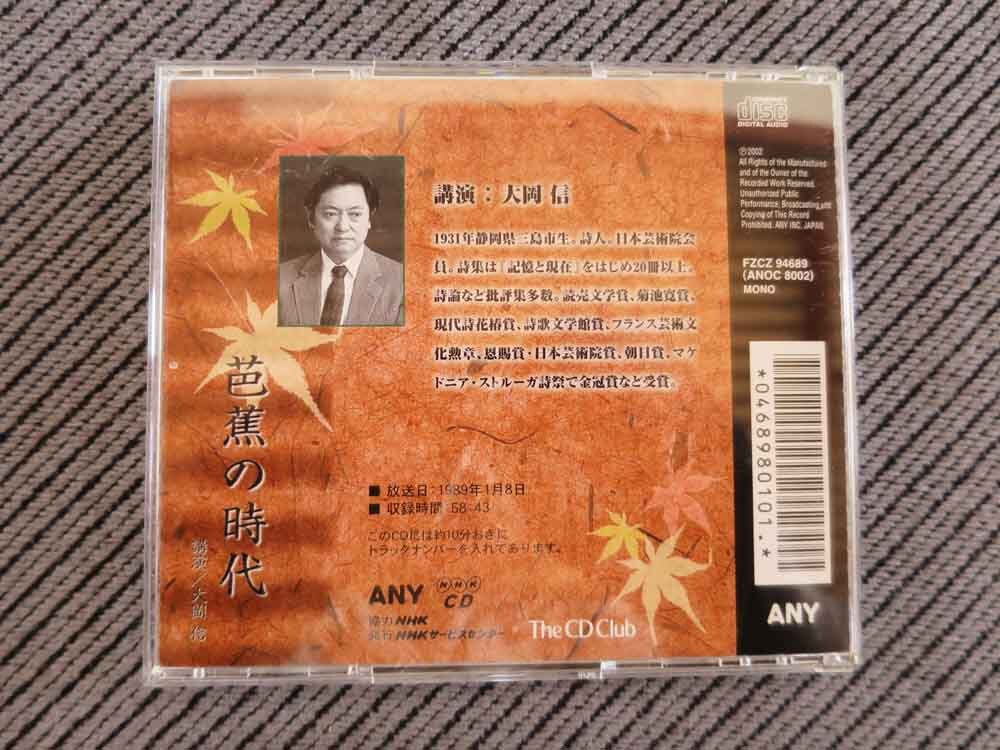 講演：大岡 信
1931年静岡県三島市生。詩人。日本芸術院会
員。詩集は『記憶と現在』をはじめ20冊以上。
詩論など批評集多数。読売文学賞、菊池寛賞、
現代詩花椿賞、詩歌文学館賞、フランス芸術文
化勲章、恩賜賞・日本芸術院賞、朝日賞、マケ
ドニア・ストルーガ詩祭で金冠賞など受賞。
芭蕉の時代
講演／大岡 信
■ 放送日：1989年1月8日
■ 収録時間 58:43
このCDには約10分おきに
トラックナンバーを入れてあります。
ANY NHK CD
協力 NHK
発行 NHKサービスセンター
The CD Club
COMPACT
disc
DIGITAL AUDIO
℗2002
All Rights of the Manufacturer
and of the Owner of the
Recorded Work Reserved.
Unauthorized Public
Performance, Broadcasting and
Copying of This Record
Prohibited. ANY INC. JAPAN
FZCZ 94689
(ANOC 8002)
MONO
*0468980101.*
ANY